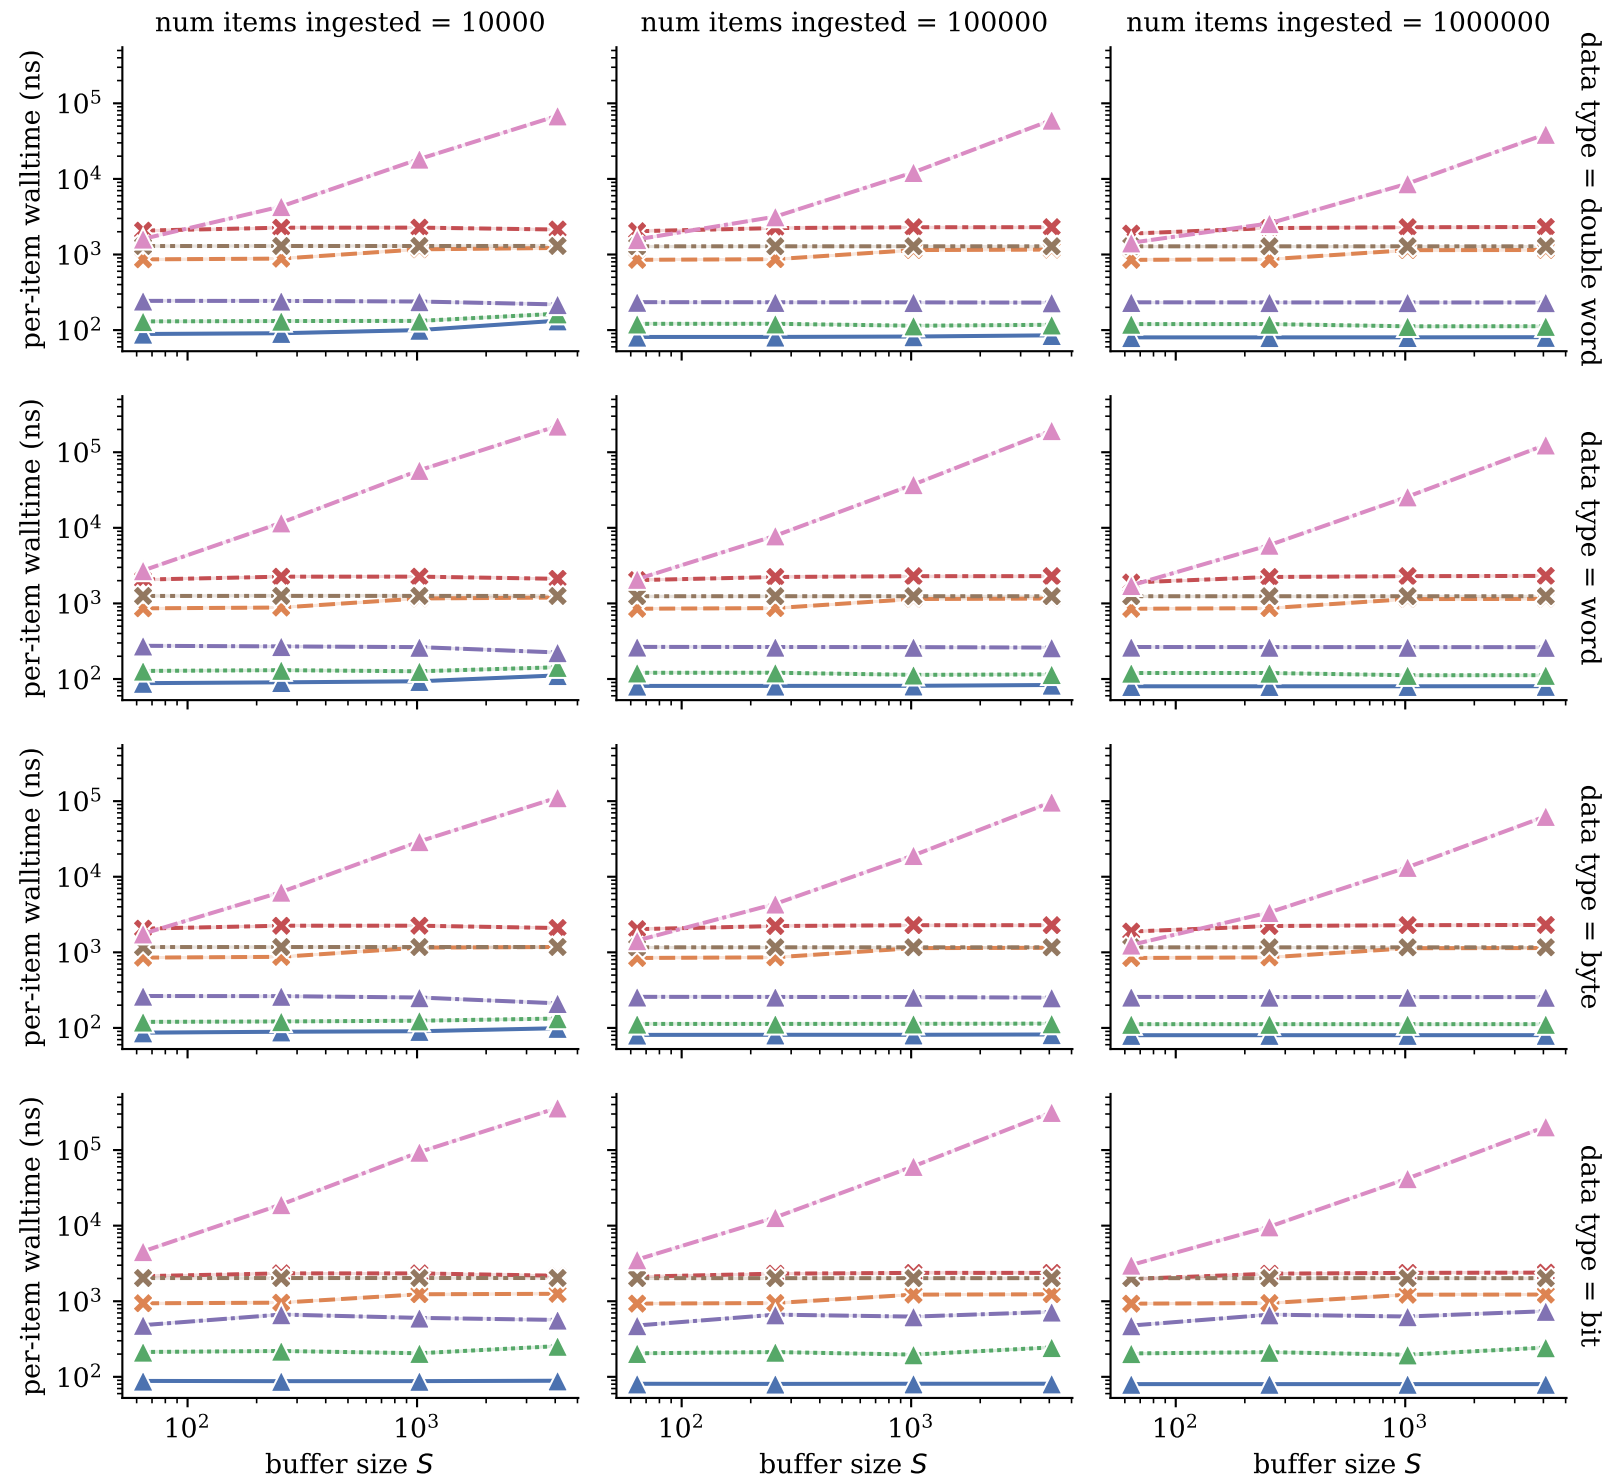 num items ingested = 10000
num items ingested = 100000
num items ingested = 1000000
per-item walltime (ns)
10⁵
10⁴
10³
10²
data type = double word
per-item walltime (ns)
10⁵
10⁴
10³
10²
data type = word
per-item walltime (ns)
10⁵
10⁴
10³
10²
data type = byte
per-item walltime (ns)
10⁵
10⁴
10³
10²
data type = bit
10² 10³
10² 10³
10² 10³
buffer size S
buffer size S
buffer size S